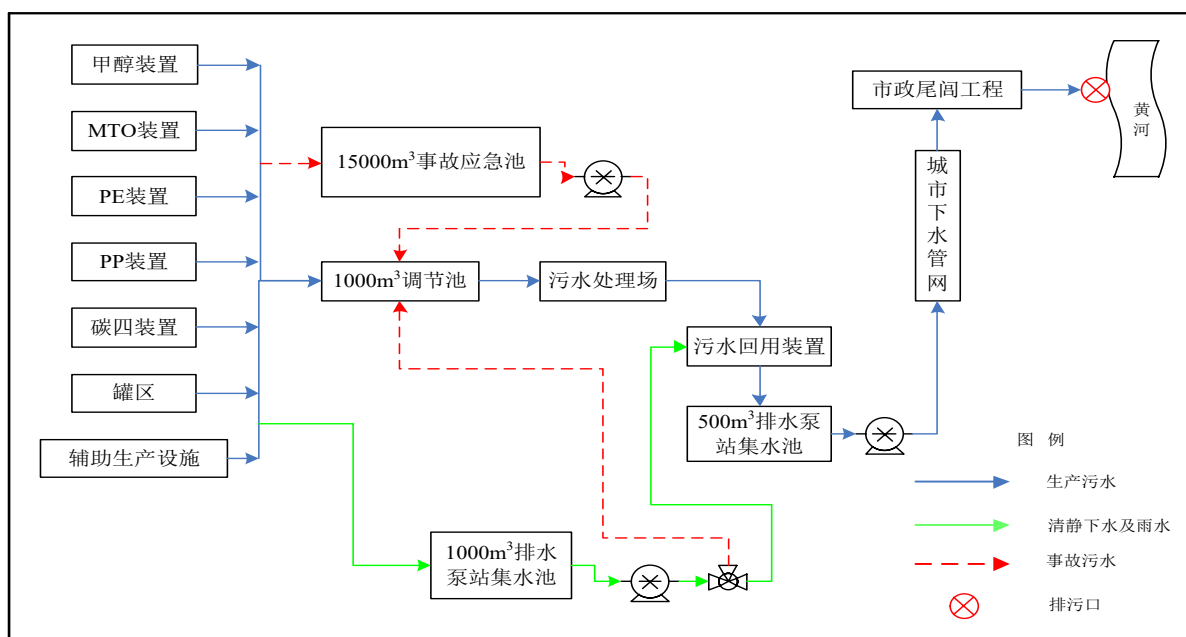 甲醇装置
MTO装置
PE装置
PP装置
碳四装置
罐区
辅助生产设施
15000m³事故应急池
1000m³调节池
污水处理场
污水回用装置
500m³排水泵
站集水池
1000m³排水
泵站集水池
市政尾闾工程
城市下水管网
黄河
图 例
生产污水
清静下水及雨水
事故污水
排污口